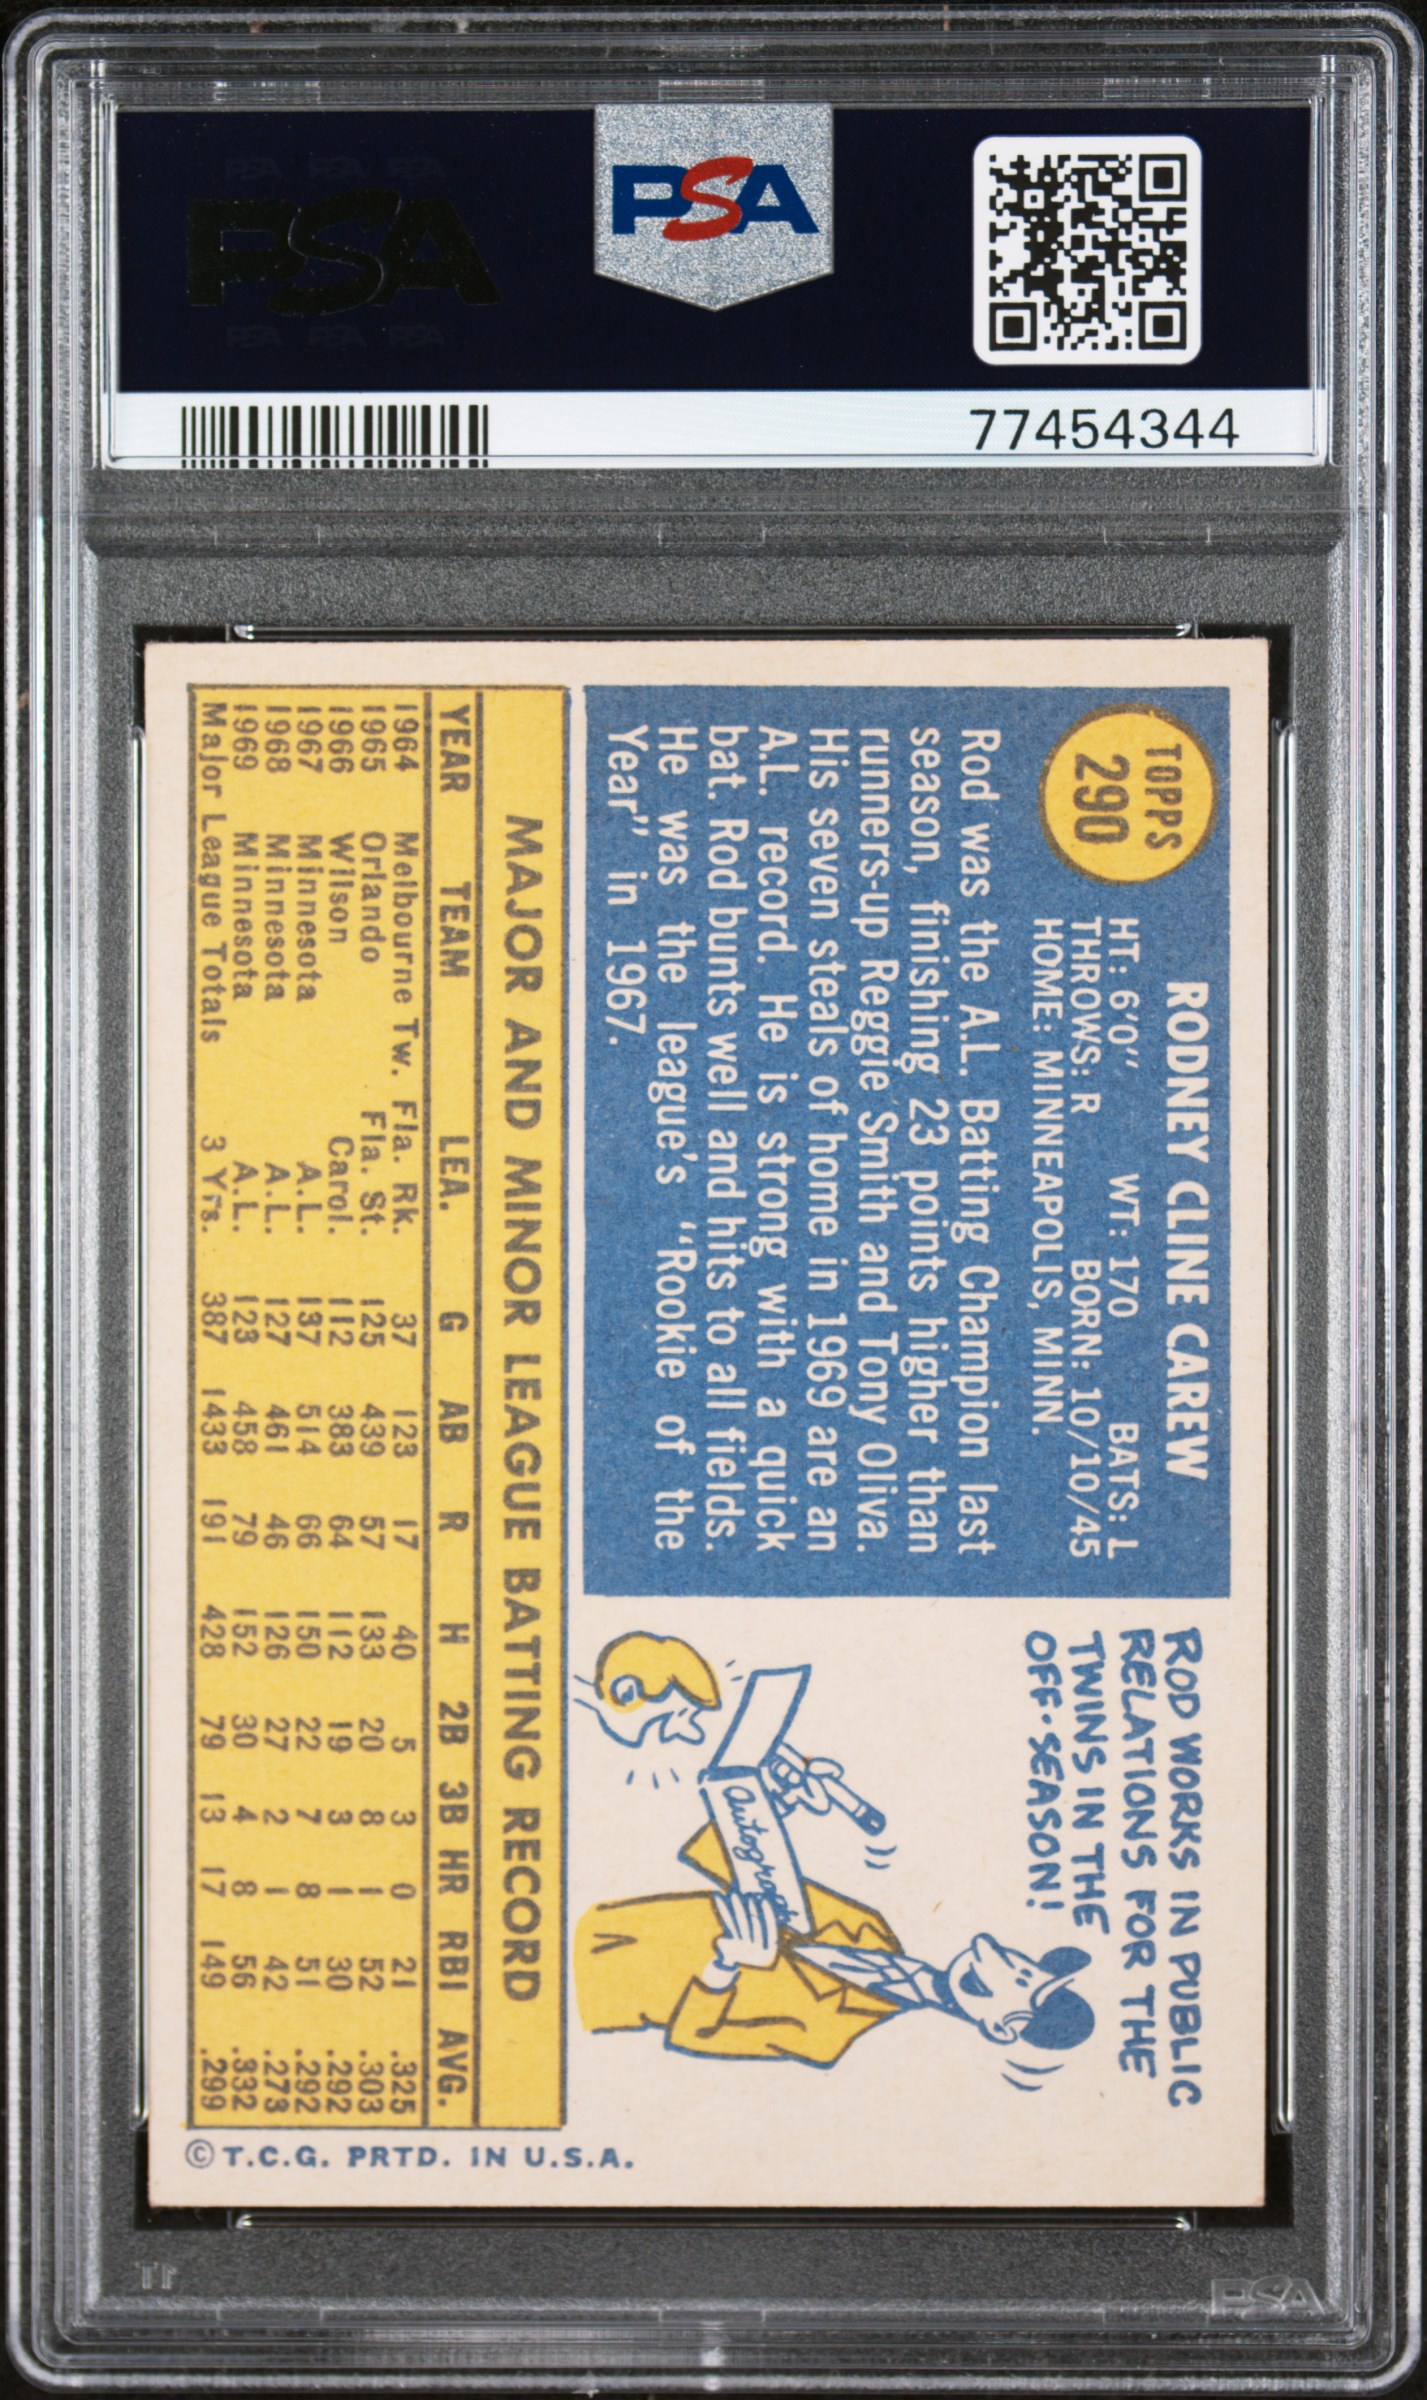 PSA PSA PSA
PSA
PSA PSA PSA
PSA
77454344
TOPPS
290
RODNEY CLINE CAREW
HT: 6'0" WT: 170 BATS: L
THROWS: R BORN: 10/10/45
HOME: MINNEAPOLIS, MINN.
Rod was the A.L. Batting Champion last
season, finishing 23 points higher than
runners-up Reggie Smith and Tony Oliva.
His seven steals of home in 1969 are an
A.L. record. He is strong with a quick
bat. Rod bunts well and hits to all fields.
He was the league's "Rookie of the
Year" in 1967.
ROD WORKS IN PUBLIC
RELATIONS FOR THE
TWINS IN THE
OFF-SEASON!
Autograph
MAJOR AND MINOR LEAGUE BATTING RECORD
YEAR TEAM LEA. G AB R H 2B 3B HR RBI AVG.
1964 Melbourne Tw. Fla. Rk. 37 123 17 40 5 3 0 21 .325
1965 Orlando Fla. St. 125 439 57 133 20 8 1 52 .303
1966 Wilson Carol. 112 383 64 112 19 3 1 30 .292
1967 Minnesota A.L. 137 514 66 150 22 7 8 51 .292
1968 Minnesota A.L. 127 461 46 126 27 2 1 42 .273
1969 Minnesota A.L. 123 458 79 152 30 4 8 56 .332
Major League Totals 3 Yrs. 387 1433 191 428 79 13 17 149 .299
© T.C.G. PRTD. IN U.S.A.
PSA